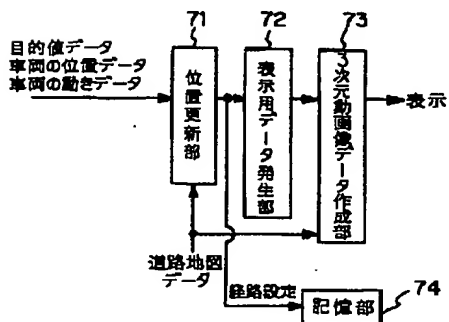 71
72
73
目的値データ
車両の位置データ
車両の動きデータ
位置更新部
表示用データ発生部
3次元動画像データ作成部
表示
道路地図
データ
経路設定
記憶部
74